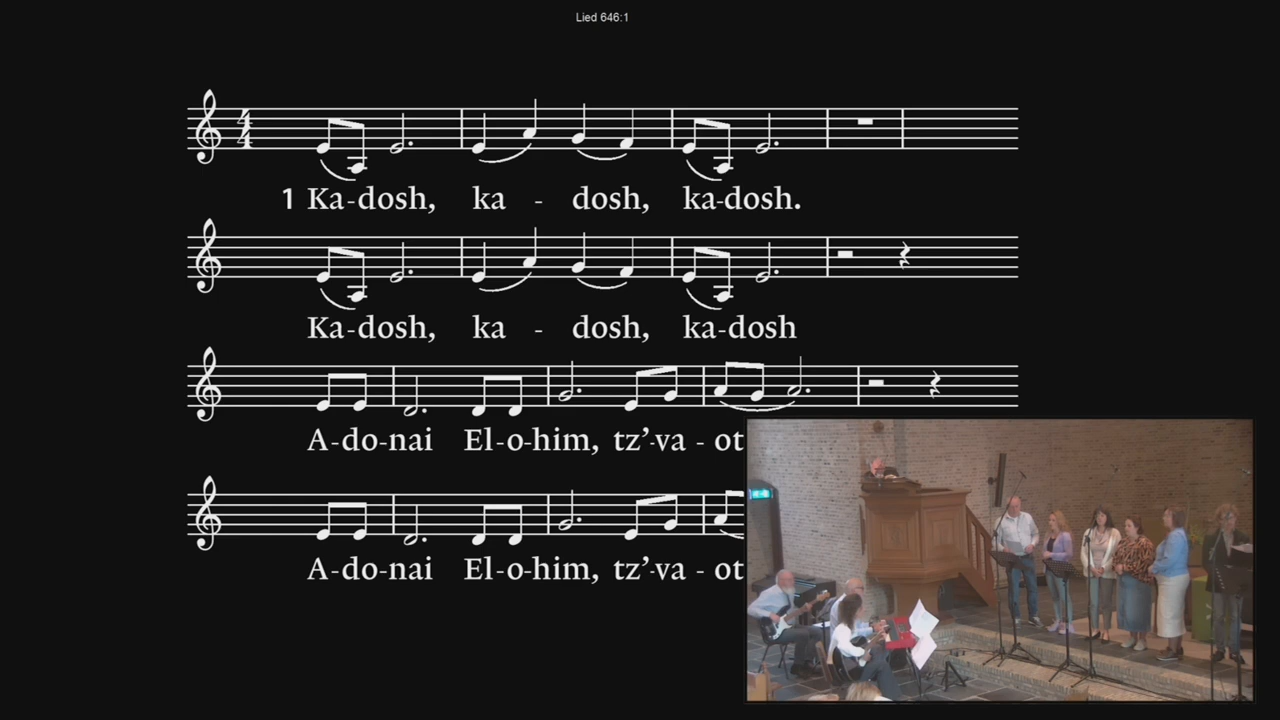 Lied 646:1
1 Ka-dosh, ka - dosh, ka-dosh.
Ka-dosh, ka - dosh, ka-dosh
A-do-nai El-o-him, tz’-va - ot
A-do-nai El-o-him, tz’-va - ot